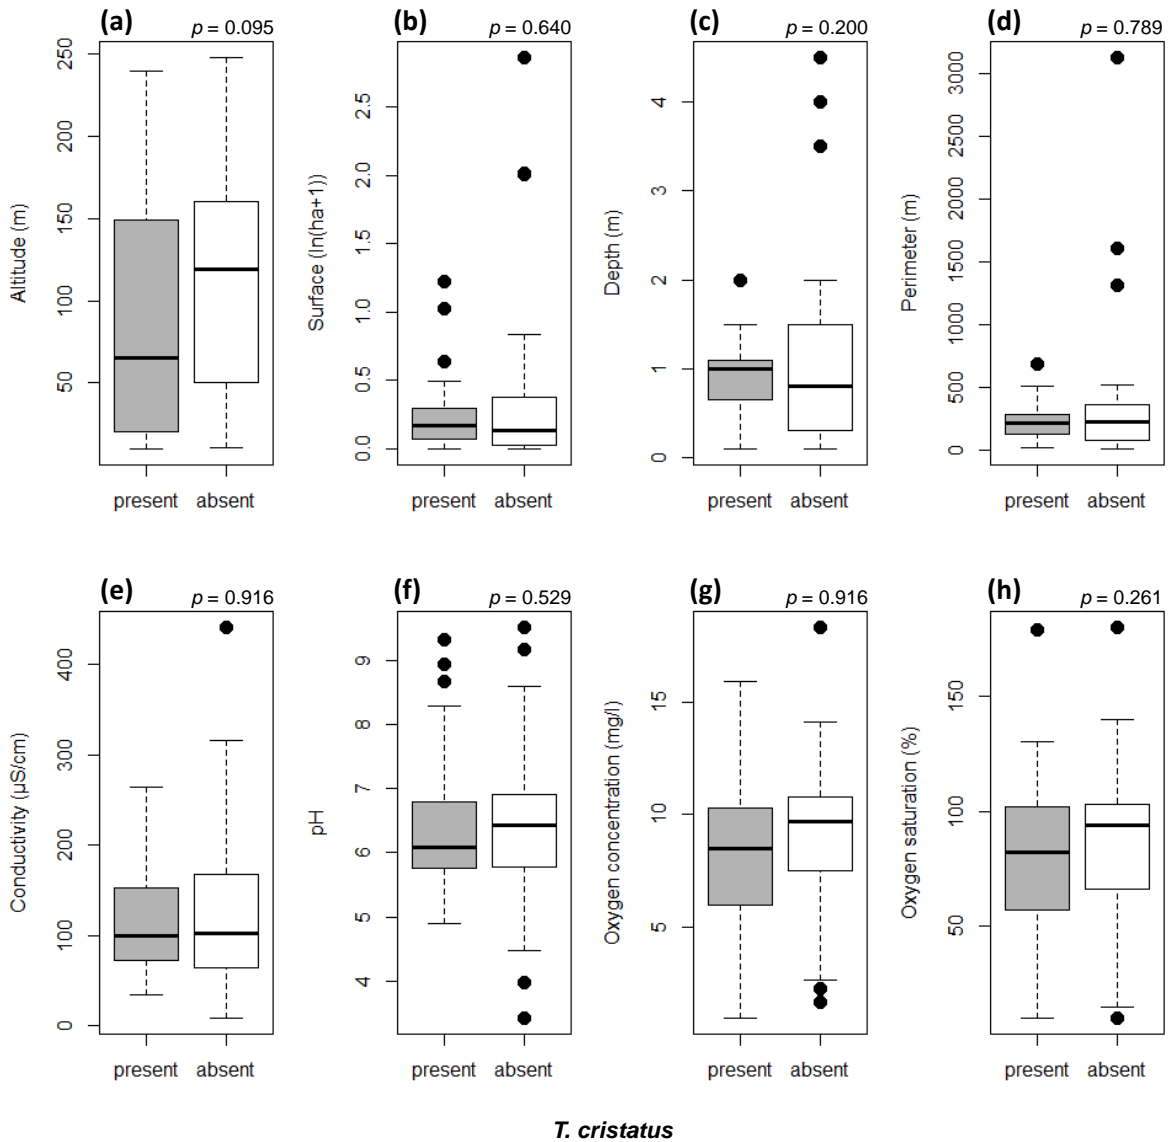 (a) p = 0.095
(b) p = 0.640
(c) p = 0.200
(d) p = 0.789
Altitude (m)
250
200
150
100
50
present absent
Surface (ln(ha+1))
2.5
2.0
1.5
1.0
0.5
0.0
present absent
Depth (m)
4
3
2
1
0
present absent
Perimeter (m)
3000
2500
2000
1500
1000
500
0
present absent
(e) p = 0.916
(f) p = 0.529
(g) p = 0.916
(h) p = 0.261
Conductivity (µS/cm)
400
300
200
100
0
present absent
pH
9
8
7
6
5
4
present absent
Oxygen concentration (mg/l)
15
10
5
present absent
Oxygen saturation (%)
150
100
50
present absent
T. cristatus